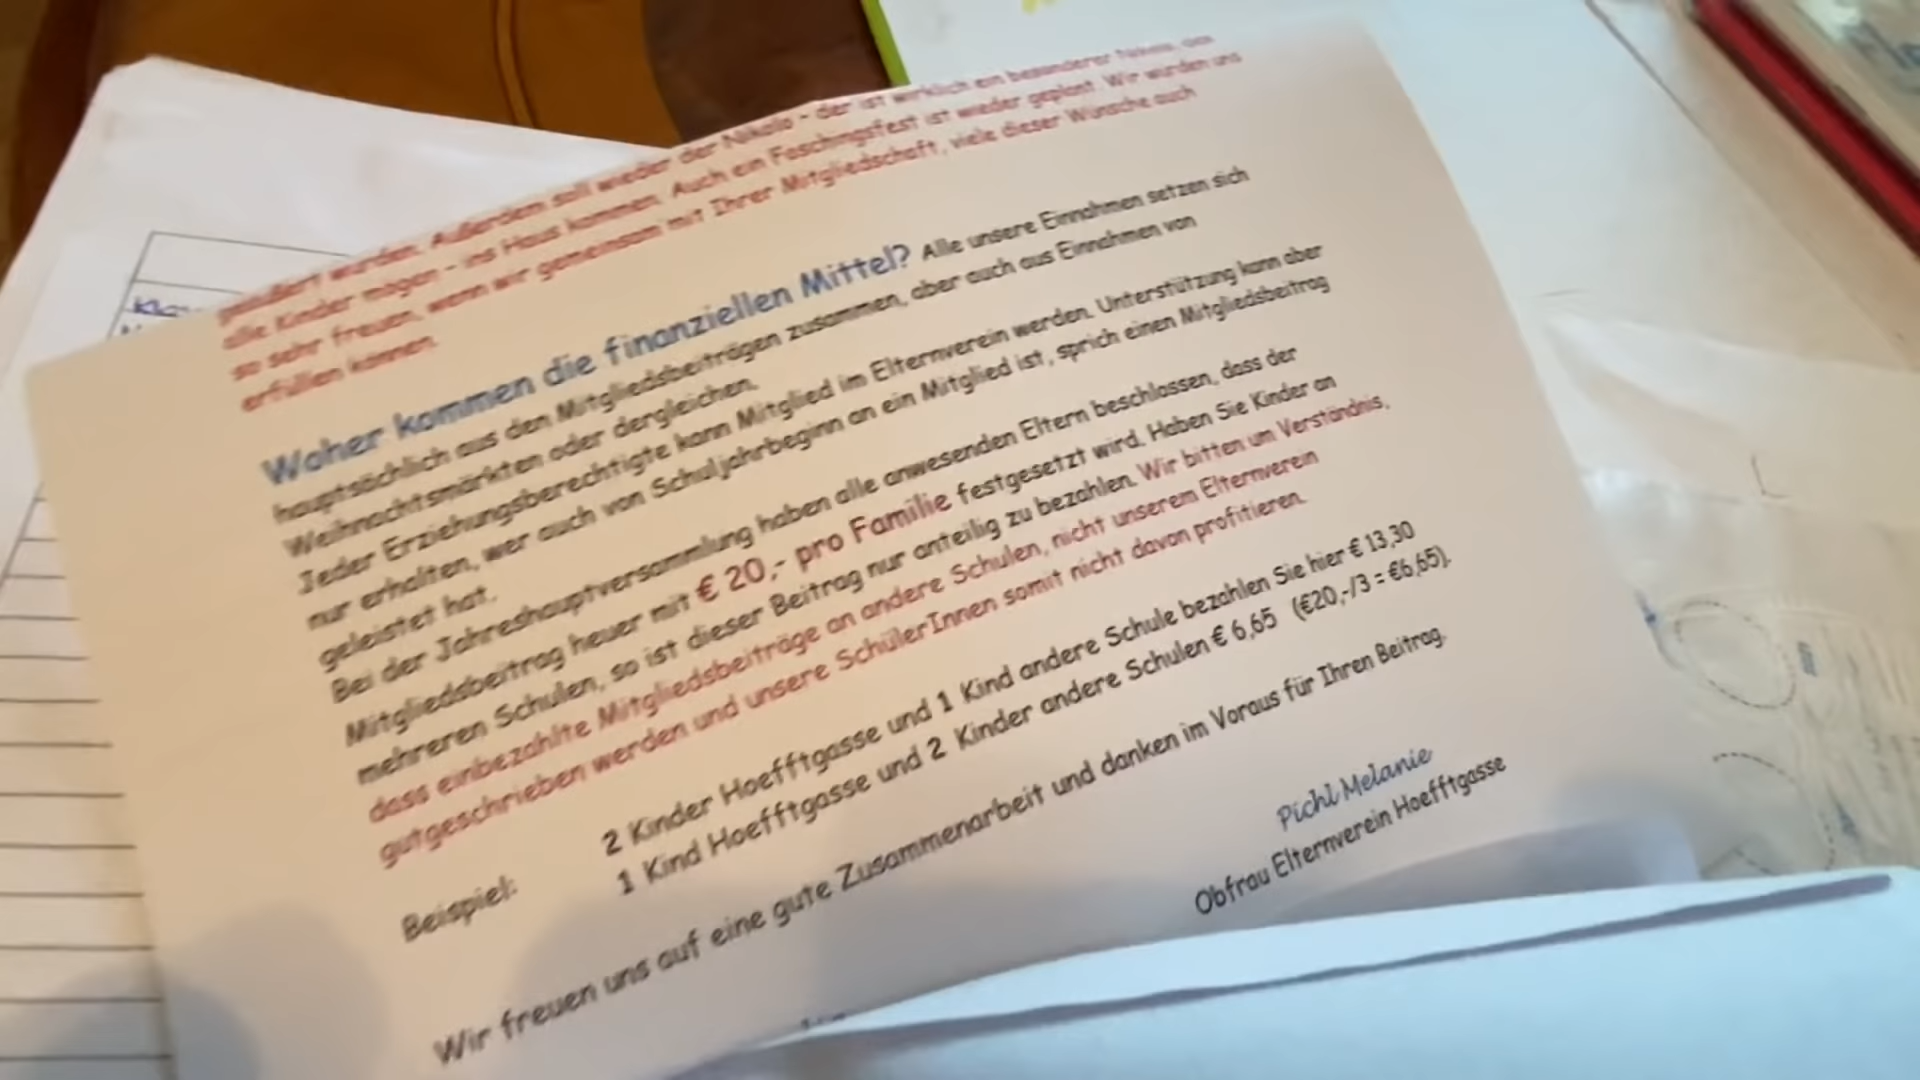 wurden. Außerdem soll wieder der Nikolo - der ist wirklich ein besonderer Nikolo, das
alle Kinder mögen - ins Haus kommen. Auch ein Faschingsfest ist wieder geplant. Wir würden uns
so sehr freuen, wenn wir gemeinsam mit Ihrer Mitgliedschaft, viele dieser Wünsche auch
erfüllen können.
Woher kommen die finanziellen Mittel? Alle unsere Einnahmen setzen sich
hauptsächlich aus den Mitgliedsbeiträgen zusammen, aber auch aus Einnahmen von
Weihnachtsmärkten oder dergleichen.
Jeder Erziehungsberechtigte kann Mitglied im Elternverein werden. Unterstützung kann aber
nur erhalten, wer auch von Schuljahrbeginn an ein Mitglied ist, sprich einen Mitgliedsbeitrag
geleistet hat.
Bei der Jahreshauptversammlung haben alle anwesenden Eltern beschlossen, dass der
Mitgliedsbeitrag heuer mit € 20,- pro Familie festgesetzt wird. Haben Sie Kinder an
mehreren Schulen, so ist dieser Beitrag nur anteilig zu bezahlen. Wir bitten um Verständnis,
dass einbezahlte Mitgliedsbeiträge an andere Schulen, nicht unserem Elternverein
gutgeschrieben werden und unsere SchülerInnen somit nicht davon profitieren.
Beispiel: 2 Kinder Hoefftgasse und 1 Kind andere Schule bezahlen Sie hier € 13,30
1 Kind Hoefftgasse und 2 Kinder andere Schulen € 6,65 (€20,-/3 = €6,65).
Wir freuen uns auf eine gute Zusammenarbeit und danken im Voraus für Ihren Beitrag.
Pichl Melanie
Obfrau Elternverein Hoefftgasse